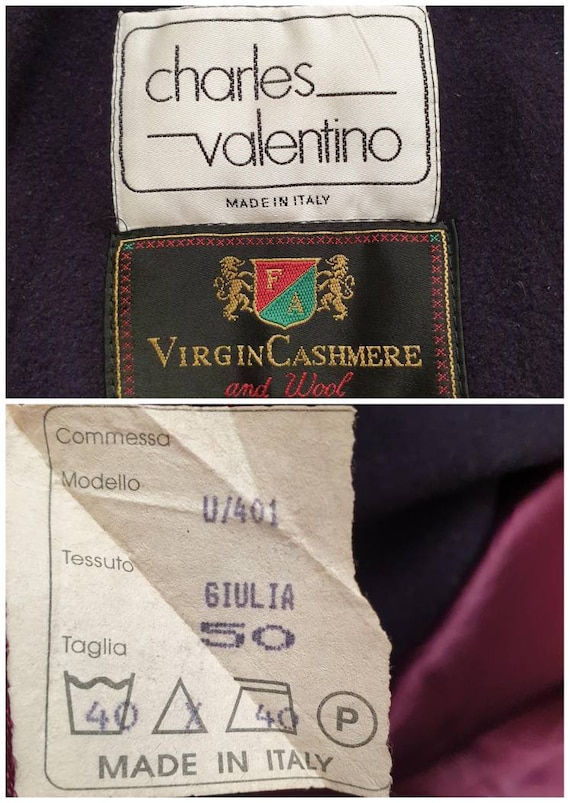 charles
valentino
MADE IN ITALY
F
A
VIRGIN CASHMERE
and Wool
Commessa
Modello
U/401
Tessuto
GIULIA
Taglia
50
40 X 40 P
MADE IN ITALY